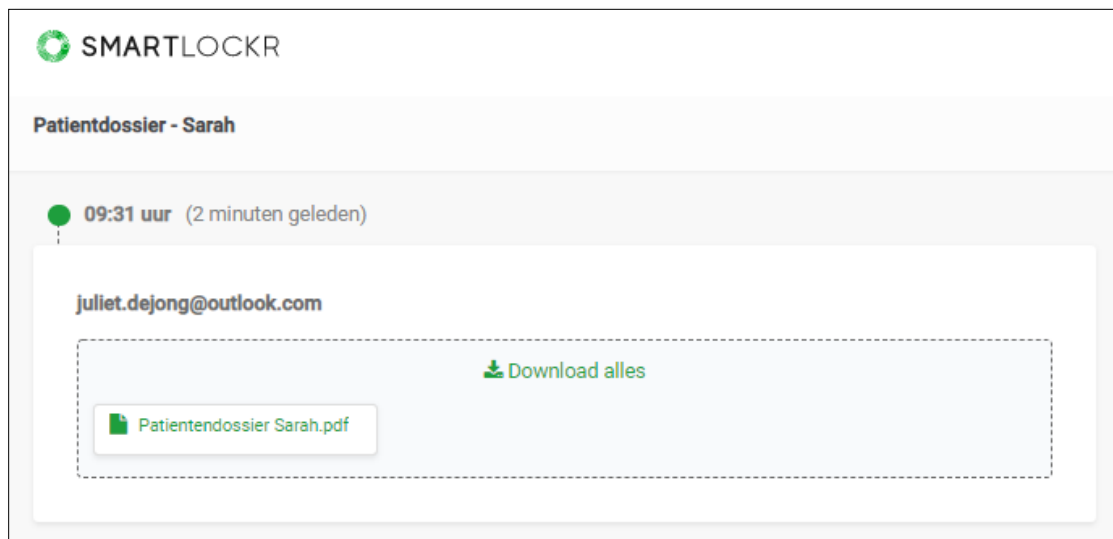 SMARTLOCKR
Patientdossier - Sarah
09:31 uur (2 minuten geleden)
juliet.dejong@outlook.com
Download alles
Patientendossier Sarah.pdf